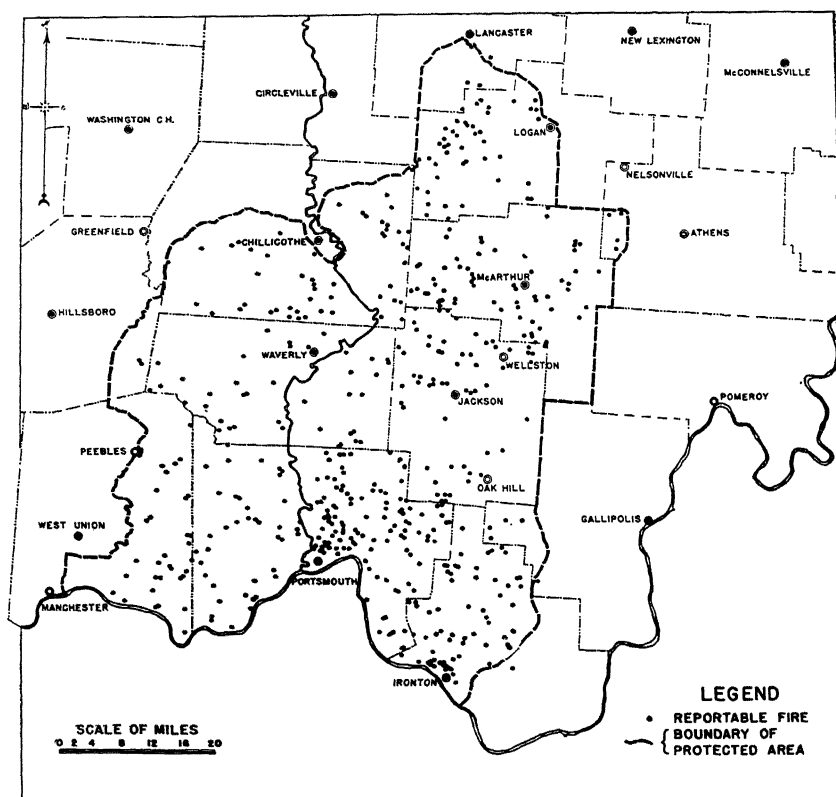 LANCASTER
NEW LEXINGTON
McCONNELSVILLE
CIRCLEVILLE
WASHINGTON C.H.
LOGAN
NELSONVILLE
GREENFIELD
CHILLICOTHE
ATHENS
McARTHUR
HILLSBORO
WAVERLY
WELLSTON
JACKSON
POMEROY
PEEBLES
OAK HILL
GALLIPOLIS
WEST UNION
PORTSMOUTH
MANCHESTER
IRONTON
LEGEND
REPORTABLE FIRE
BOUNDARY OF
PROTECTED AREA
SCALE OF MILES
0 2 4 8 12 16 20